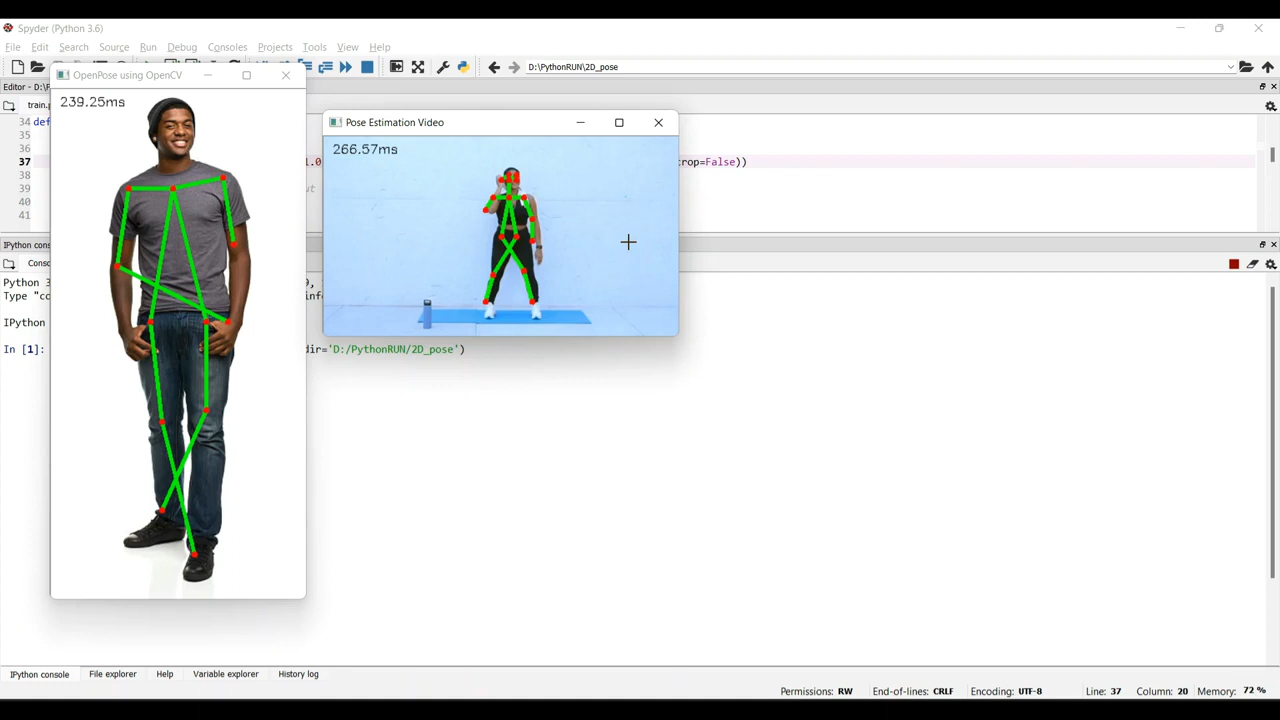 Spyder (Python 3.6)
File Edit Search Source Run Debug Consoles Projects Tools View Help
D:\PythonRUN\2D_pose
OpenPose using OpenCV
Editor - D:\
239.25ms
train.
Pose Estimation Video
266.57ms
34 def
35
36
37 crop=False))
38
39
40
41
IPython
Conso
Python 3
Type "co
IPython
In [1]: dir='D:/PythonRUN/2D_pose')
IPython console File explorer Help Variable explorer History log
Permissions: RW End-of-lines: CRLF Encoding: UTF-8 Line: 37 Column: 20 Memory: 72 %